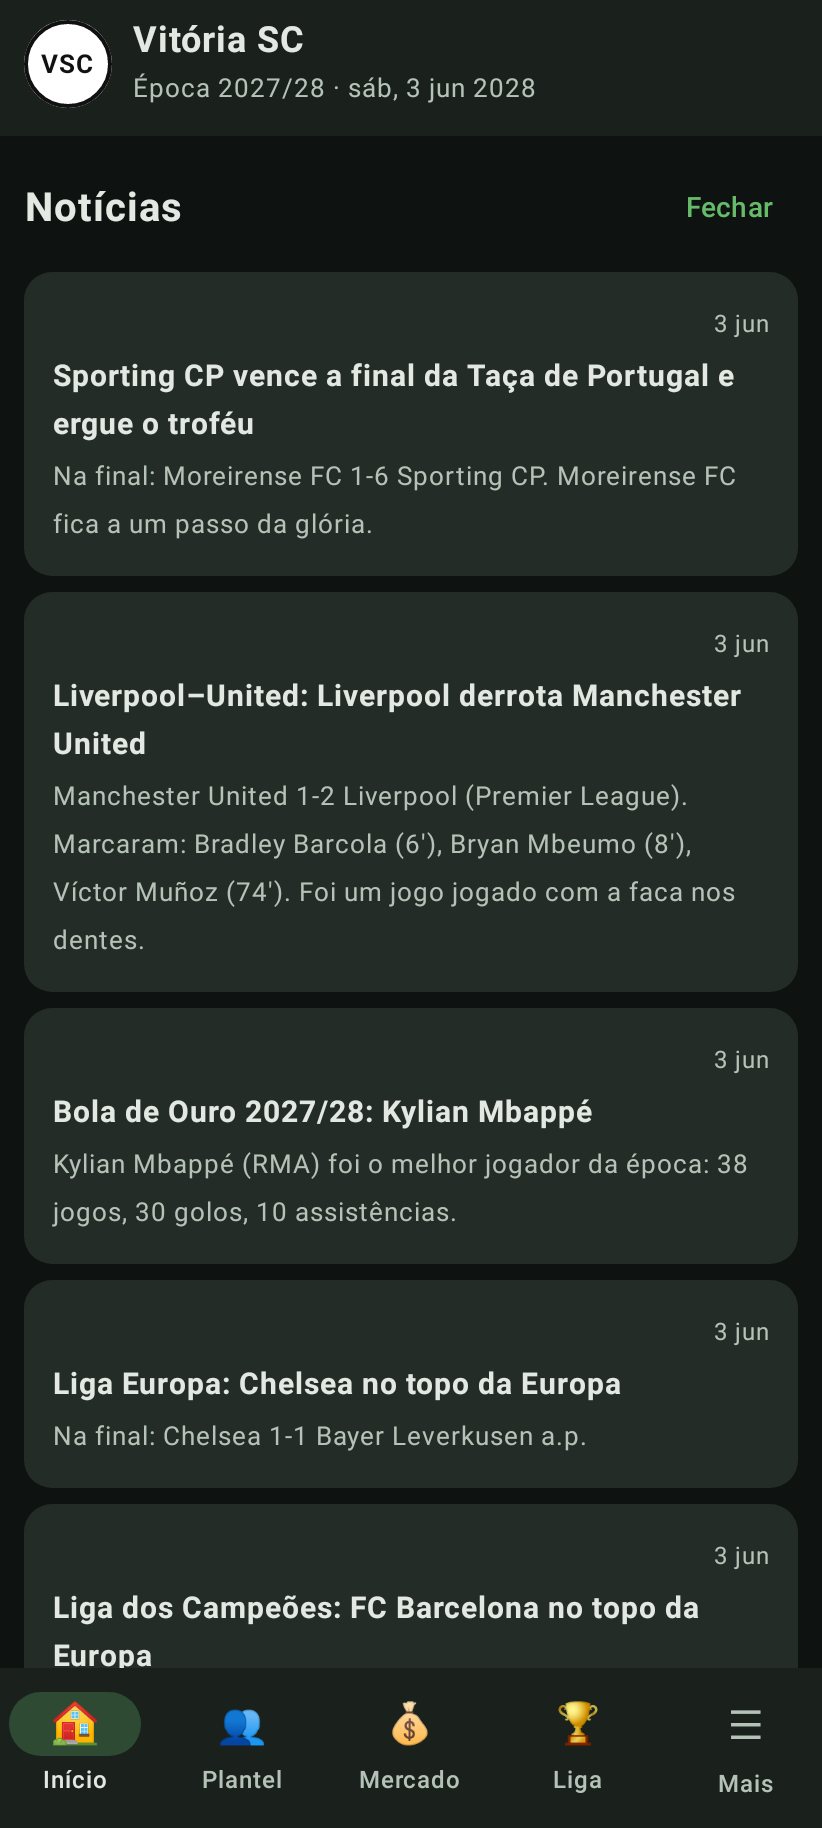 VSC
Vitória SC
Época 2027/28 · sáb, 3 jun 2028
Notícias
Fechar
3 jun
Sporting CP vence a final da Taça de Portugal e
ergue o troféu
Na final: Moreirense FC 1-6 Sporting CP. Moreirense FC
fica a um passo da glória.
3 jun
Liverpool–United: Liverpool derrota Manchester
United
Manchester United 1-2 Liverpool (Premier League).
Marcaram: Bradley Barcola (6'), Bryan Mbeumo (8'),
Víctor Muñoz (74'). Foi um jogo jogado com a faca nos
dentes.
3 jun
Bola de Ouro 2027/28: Kylian Mbappé
Kylian Mbappé (RMA) foi o melhor jogador da época: 38
jogos, 30 golos, 10 assistências.
3 jun
Liga Europa: Chelsea no topo da Europa
Na final: Chelsea 1-1 Bayer Leverkusen a.p.
3 jun
Liga dos Campeões: FC Barcelona no topo da
Europa
Início
Plantel
Mercado
Liga
Mais